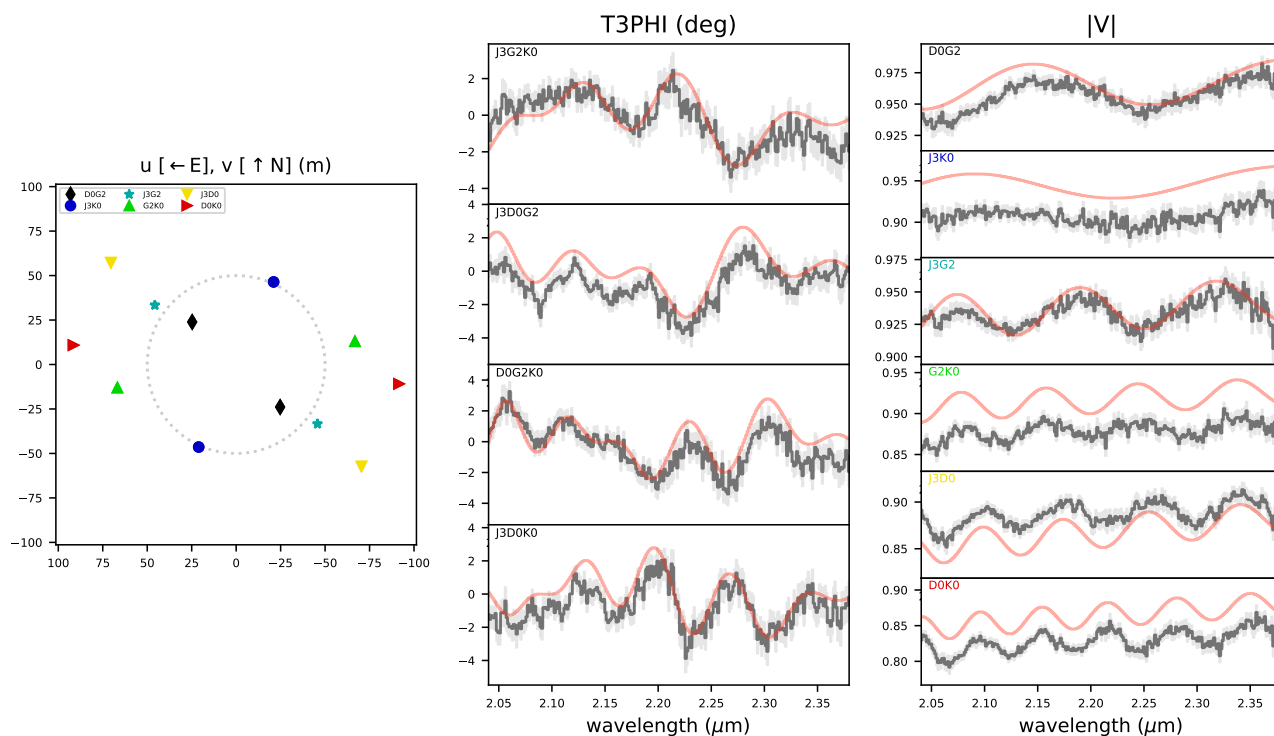 u [←E], v [↑N] (m)
D0G2 J3G2 J3D0
J3K0 G2K0 D0K0
100
75
50
25
0
−25
−50
−75
−100
100 75 50 25 0 −25 −50 −75 −100
T3PHI (deg)
J3G2K0
2
0
−2
−4
J3D0G2
4
2
0
−2
−4
D0G2K0
4
2
0
−2
−4
J3D0K0
4
2
0
−2
−4
2.05 2.10 2.15 2.20 2.25 2.30 2.35
wavelength (μm)
|V|
D0G2
0.975
0.950
0.925
J3K0
0.95
0.90
J3G2
0.975
0.950
0.925
0.900
G2K0
0.95
0.90
0.85
J3D0
0.90
0.85
D0K0
0.90
0.85
0.80
2.05 2.10 2.15 2.20 2.25 2.30 2.35
wavelength (μm)